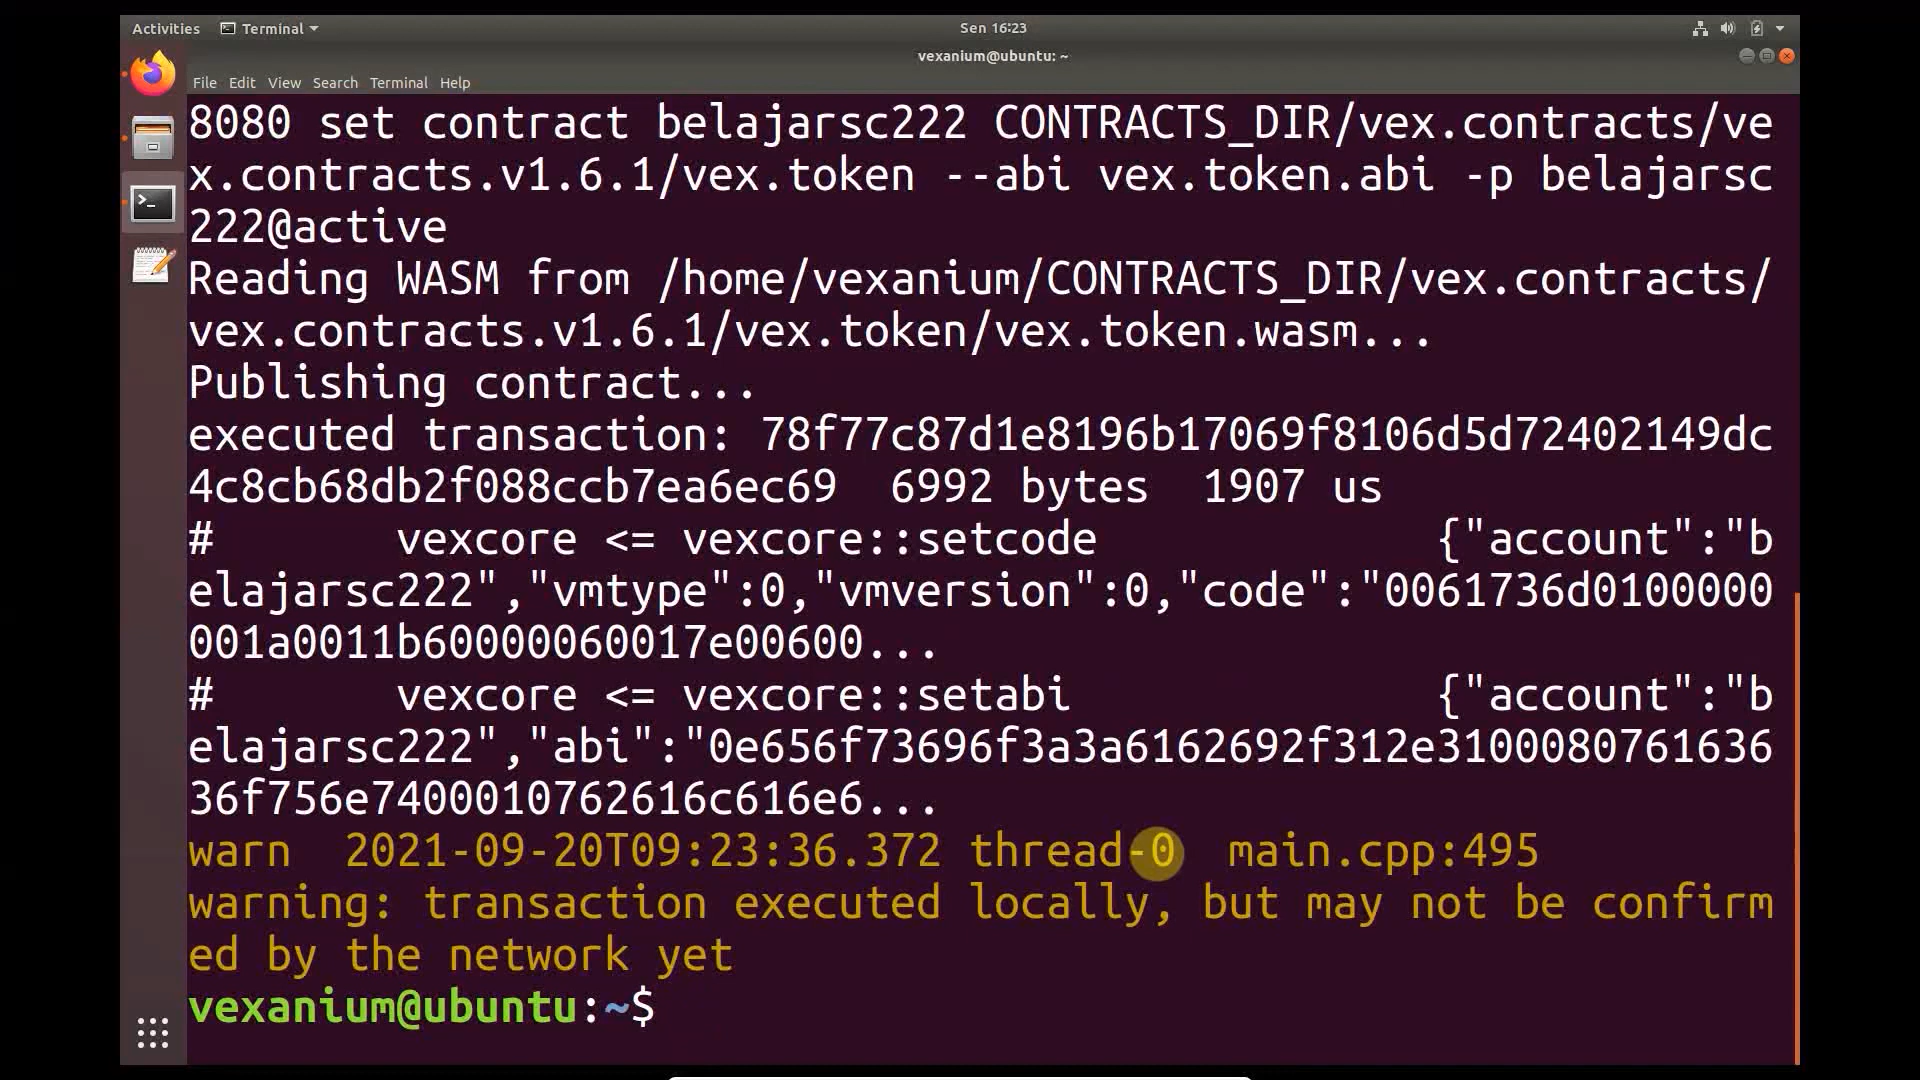 Activities Terminal Sen 16:23
vexanium@ubuntu: ~
File Edit View Search Terminal Help
8080 set contract belajarsc222 CONTRACTS_DIR/vex.contracts/ve
x.contracts.v1.6.1/vex.token --abi vex.token.abi -p belajarsc
222@active
Reading WASM from /home/vexanium/CONTRACTS_DIR/vex.contracts/
vex.contracts.v1.6.1/vex.token/vex.token.wasm...
Publishing contract...
executed transaction: 78f77c87d1e8196b17069f8106d5d72402149dc
4c8cb68db2f088ccb7ea6ec69  6992 bytes  1907 us
#       vexcore <= vexcore::setcode             {"account":"b
elajarsc222","vmtype":0,"vmversion":0,"code":"0061736d0100000
001a0011b60000060017e00600...
#       vexcore <= vexcore::setabi              {"account":"b
elajarsc222","abi":"0e656f73696f3a3a6162692f312e3100080761636
36f756e7400010762616c616e6...
warn  2021-09-20T09:23:36.372 thread-0  main.cpp:495
warning: transaction executed locally, but may not be confirm
ed by the network yet
vexanium@ubuntu:~$